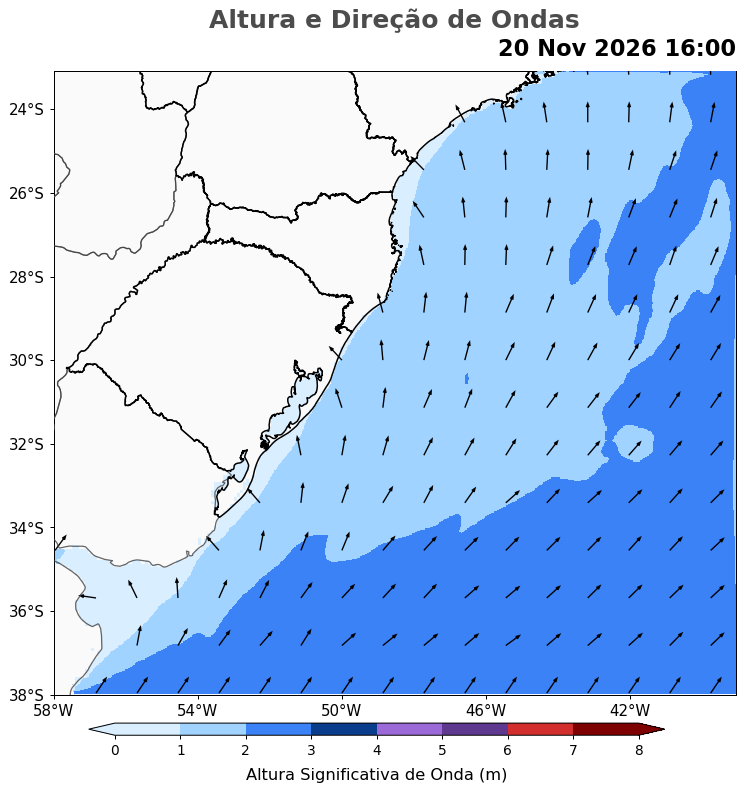 Altura e Direção de Ondas
20 Nov 2026 16:00
24°S
26°S
28°S
30°S
32°S
34°S
36°S
38°S
58°W 54°W 50°W 46°W 42°W
0 1 2 3 4 5 6 7 8
Altura Significativa de Onda (m)